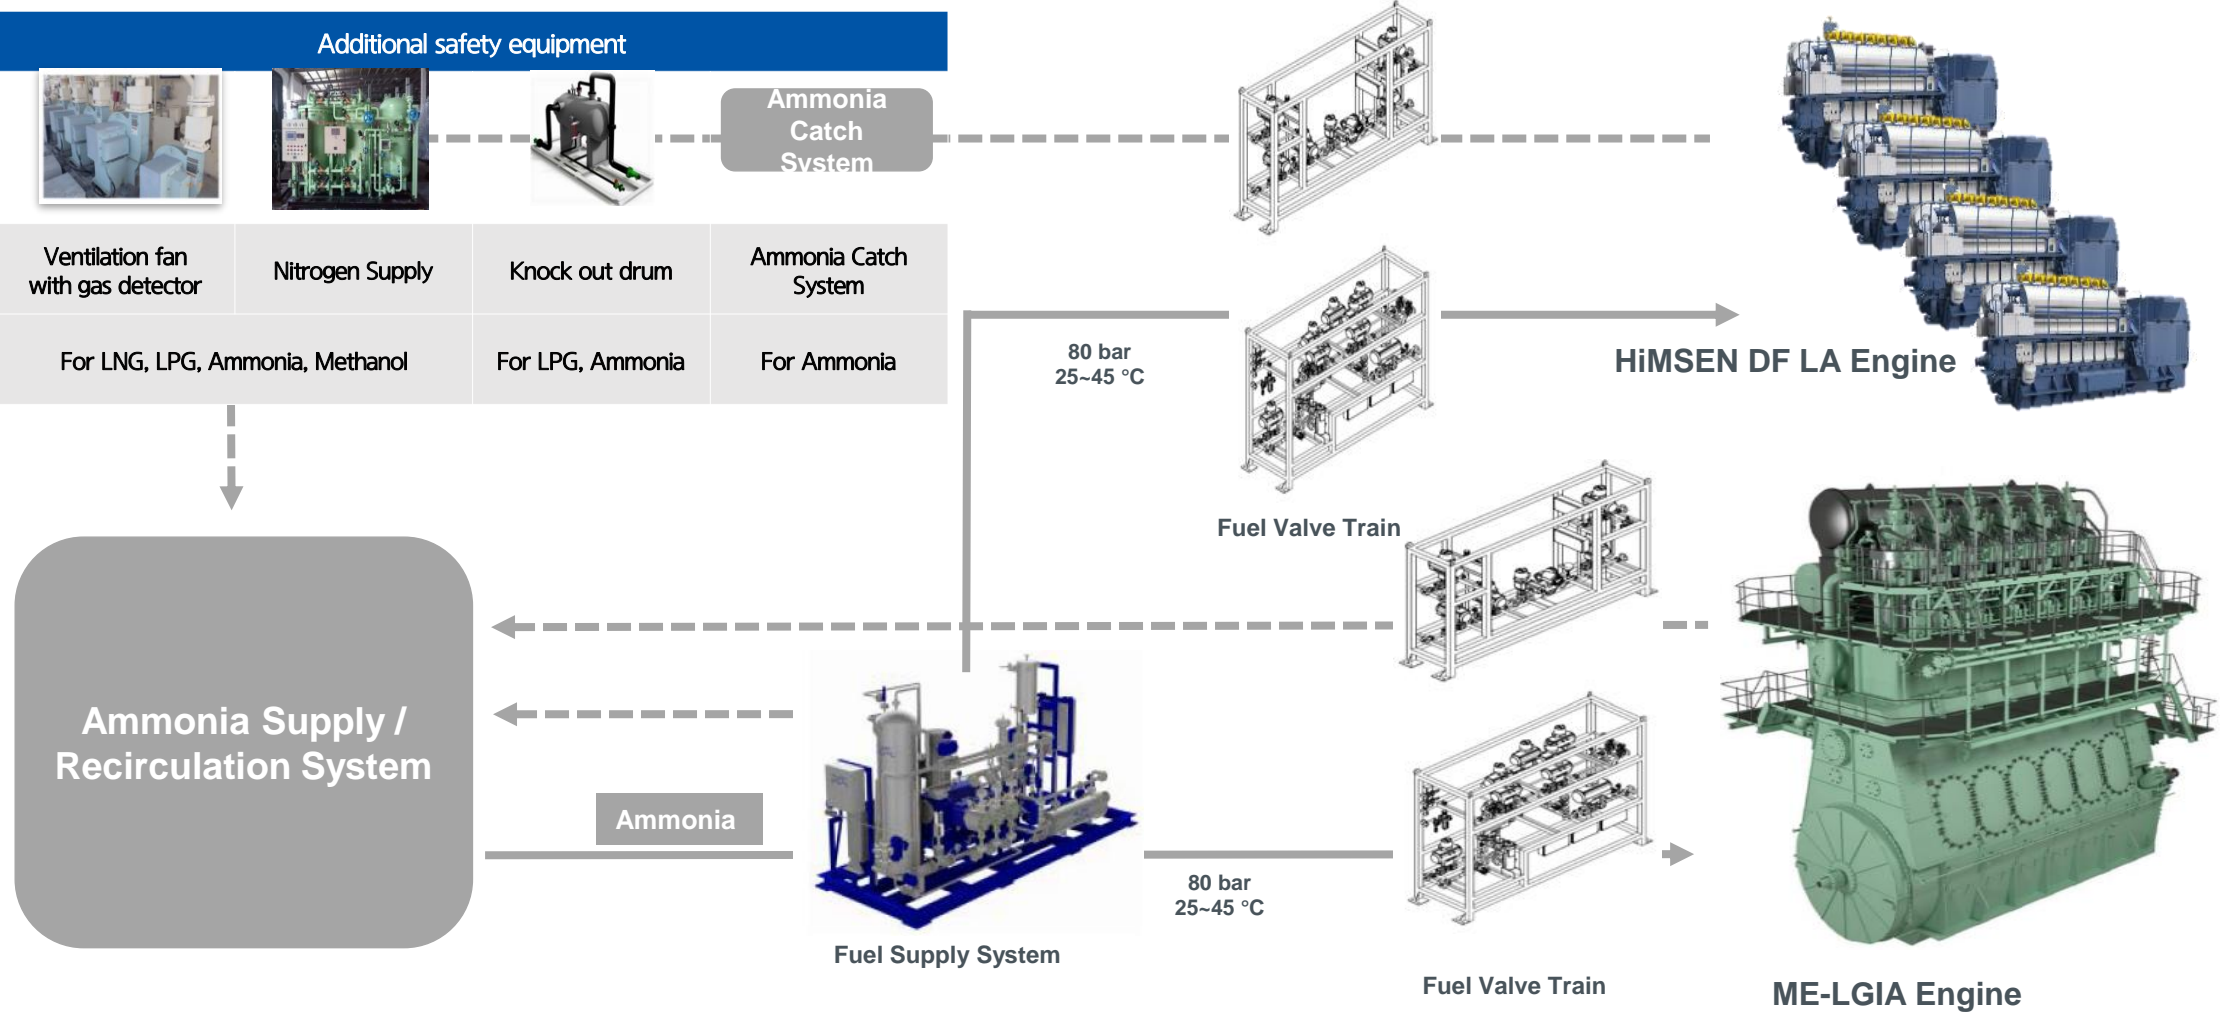 Additional safety equipment
Ammonia
Catch
System
Ventilation fan
with gas detector
Nitrogen Supply
Knock out drum
Ammonia Catch
System
For LNG, LPG, Ammonia, Methanol
For LPG, Ammonia
For Ammonia
80 bar
25~45 °C
HiMSEN DF LA Engine
Fuel Valve Train
Ammonia Supply /
Recirculation System
Ammonia
80 bar
25~45 °C
Fuel Supply System
Fuel Valve Train
ME-LGIA Engine